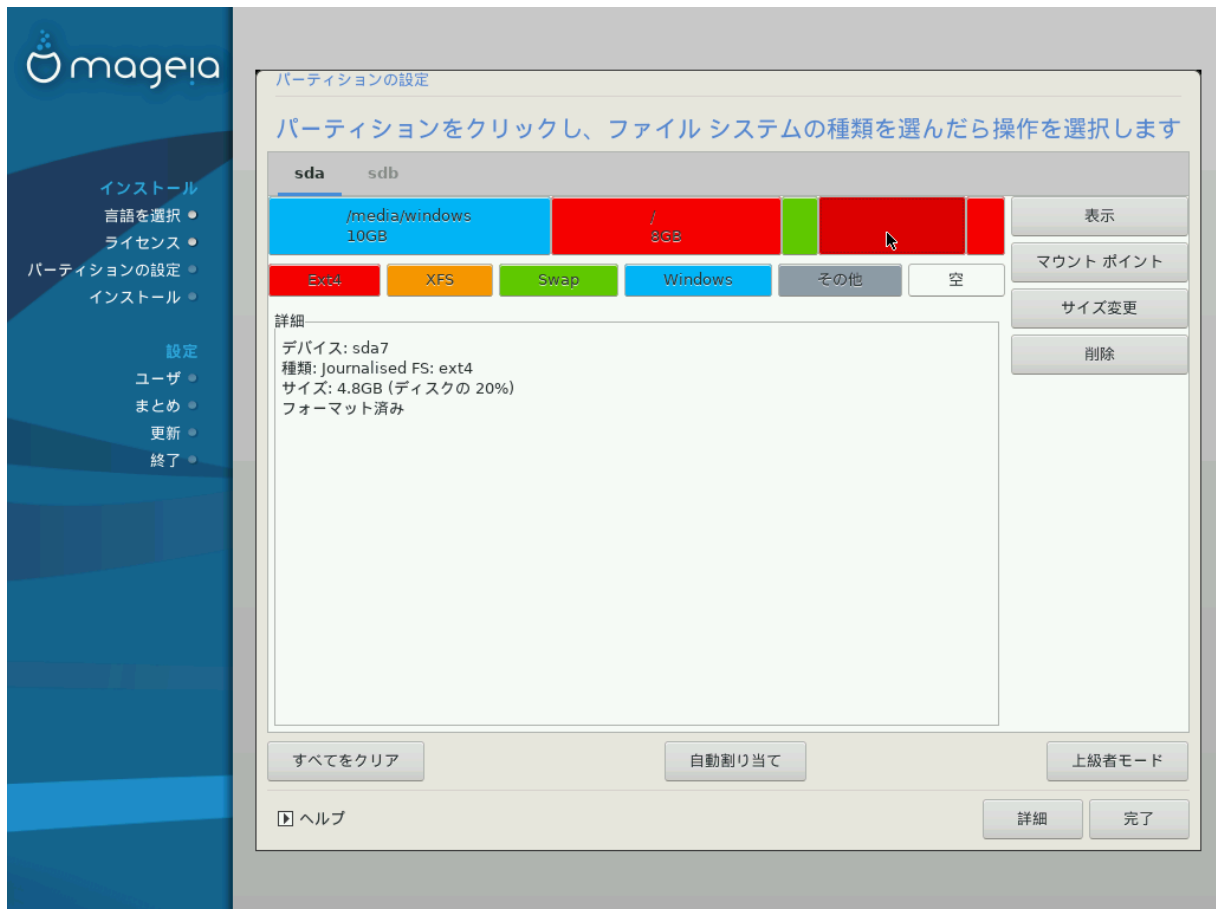 mageia
インストール
言語を選択
ライセンス
パーティションの設定
インストール
設定
ユーザ
まとめ
更新
終了
パーティションの設定
パーティションをクリックし、ファイル システムの種類を選んだら操作を選択します
sda sdb
/media/windows
10GB
/
8GB
Ext4 XFS Swap Windows その他 空
詳細
デバイス: sda7
種類: Journalised FS: ext4
サイズ: 4.8GB (ディスクの 20%)
フォーマット済み
表示
マウント ポイント
サイズ変更
削除
すべてをクリア 自動割り当て 上級者モード
ヘルプ 詳細 完了